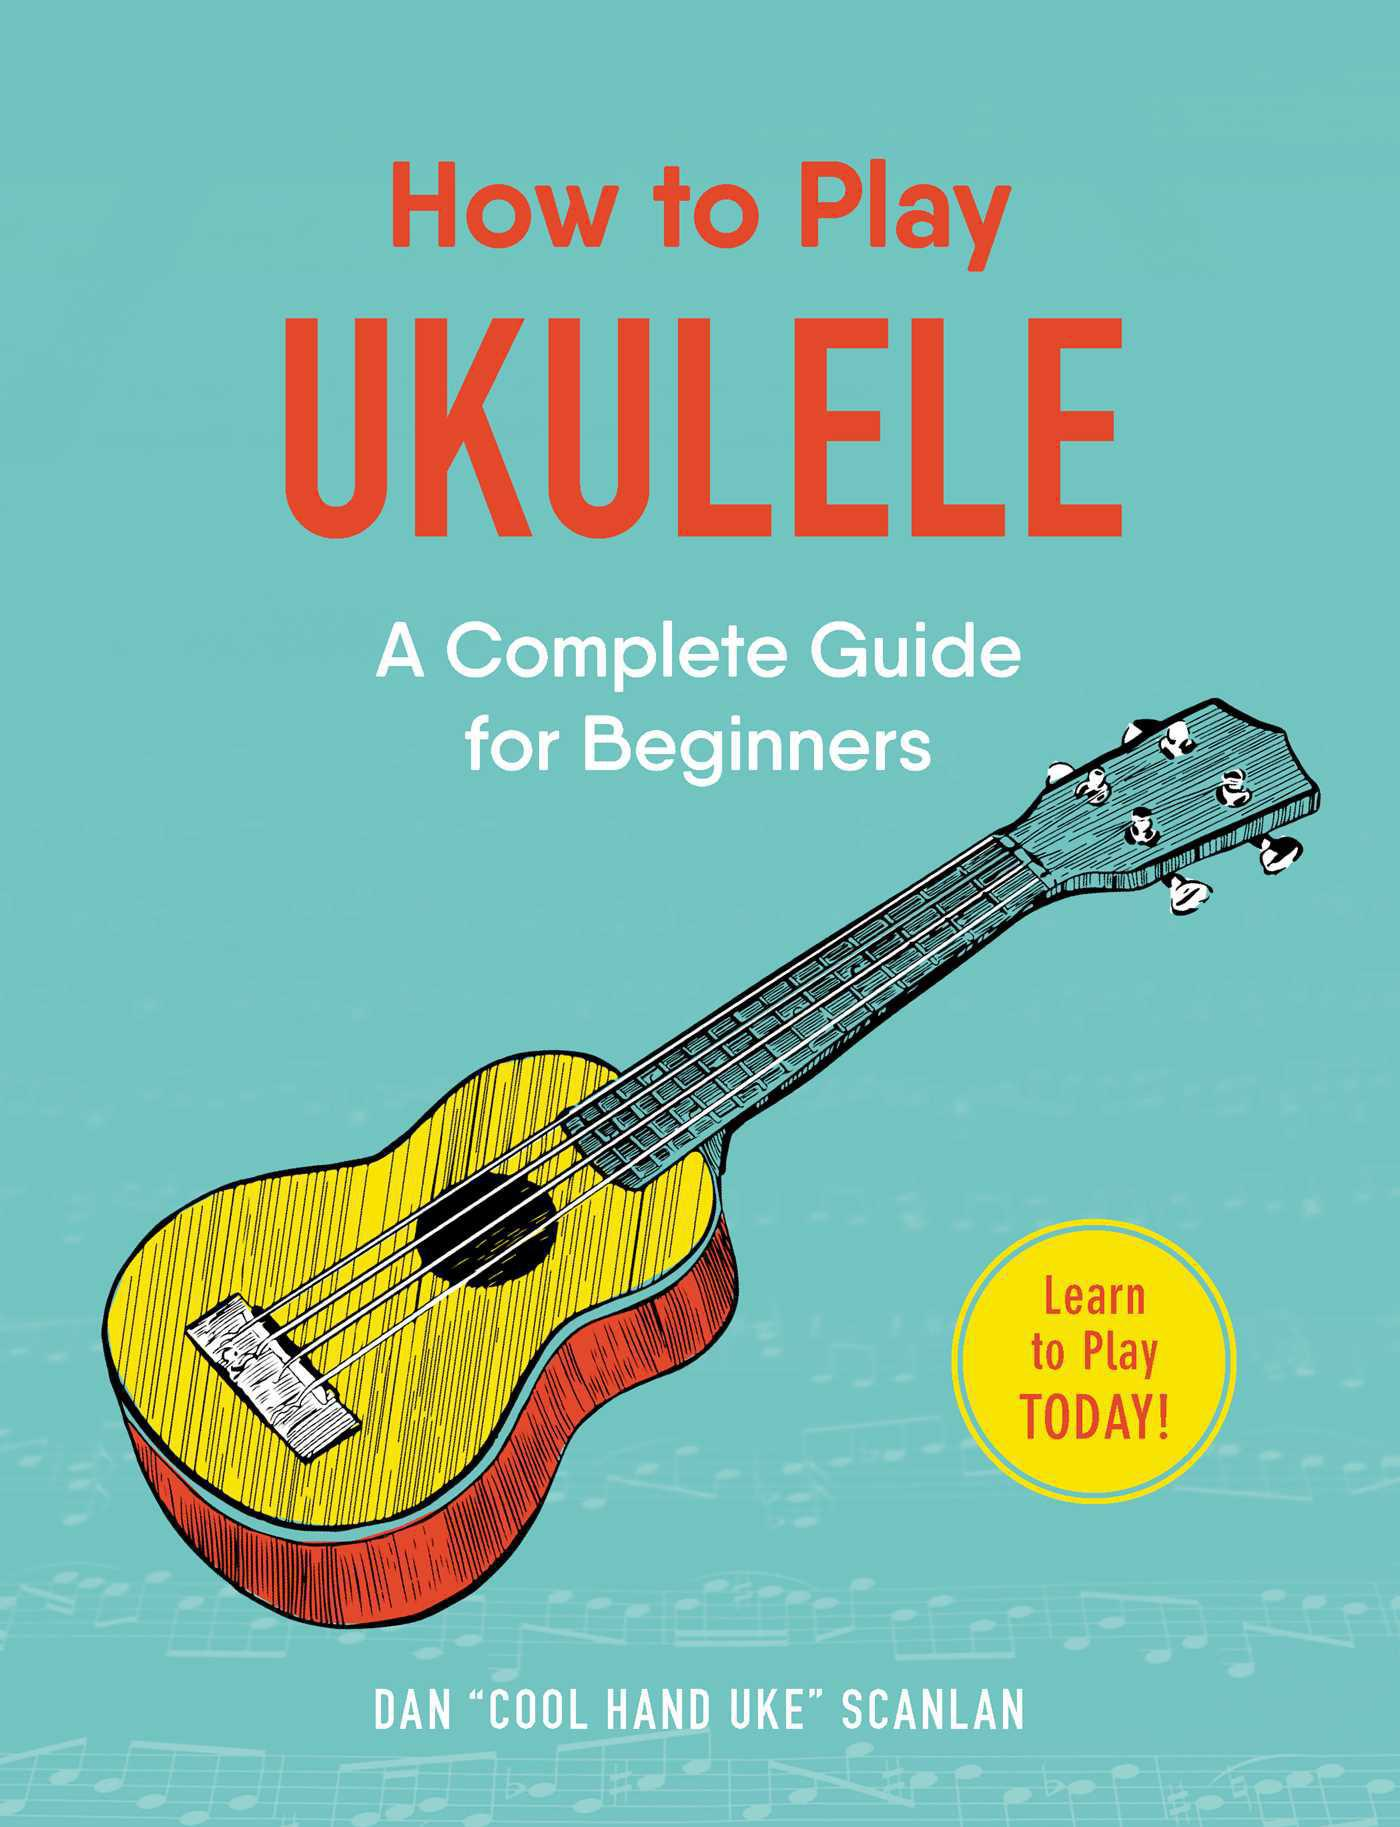 How to Play
UKULELE
A Complete Guide
for Beginners
Learn
to Play
TODAY!
DAN “COOL HAND UKE” SCANLAN